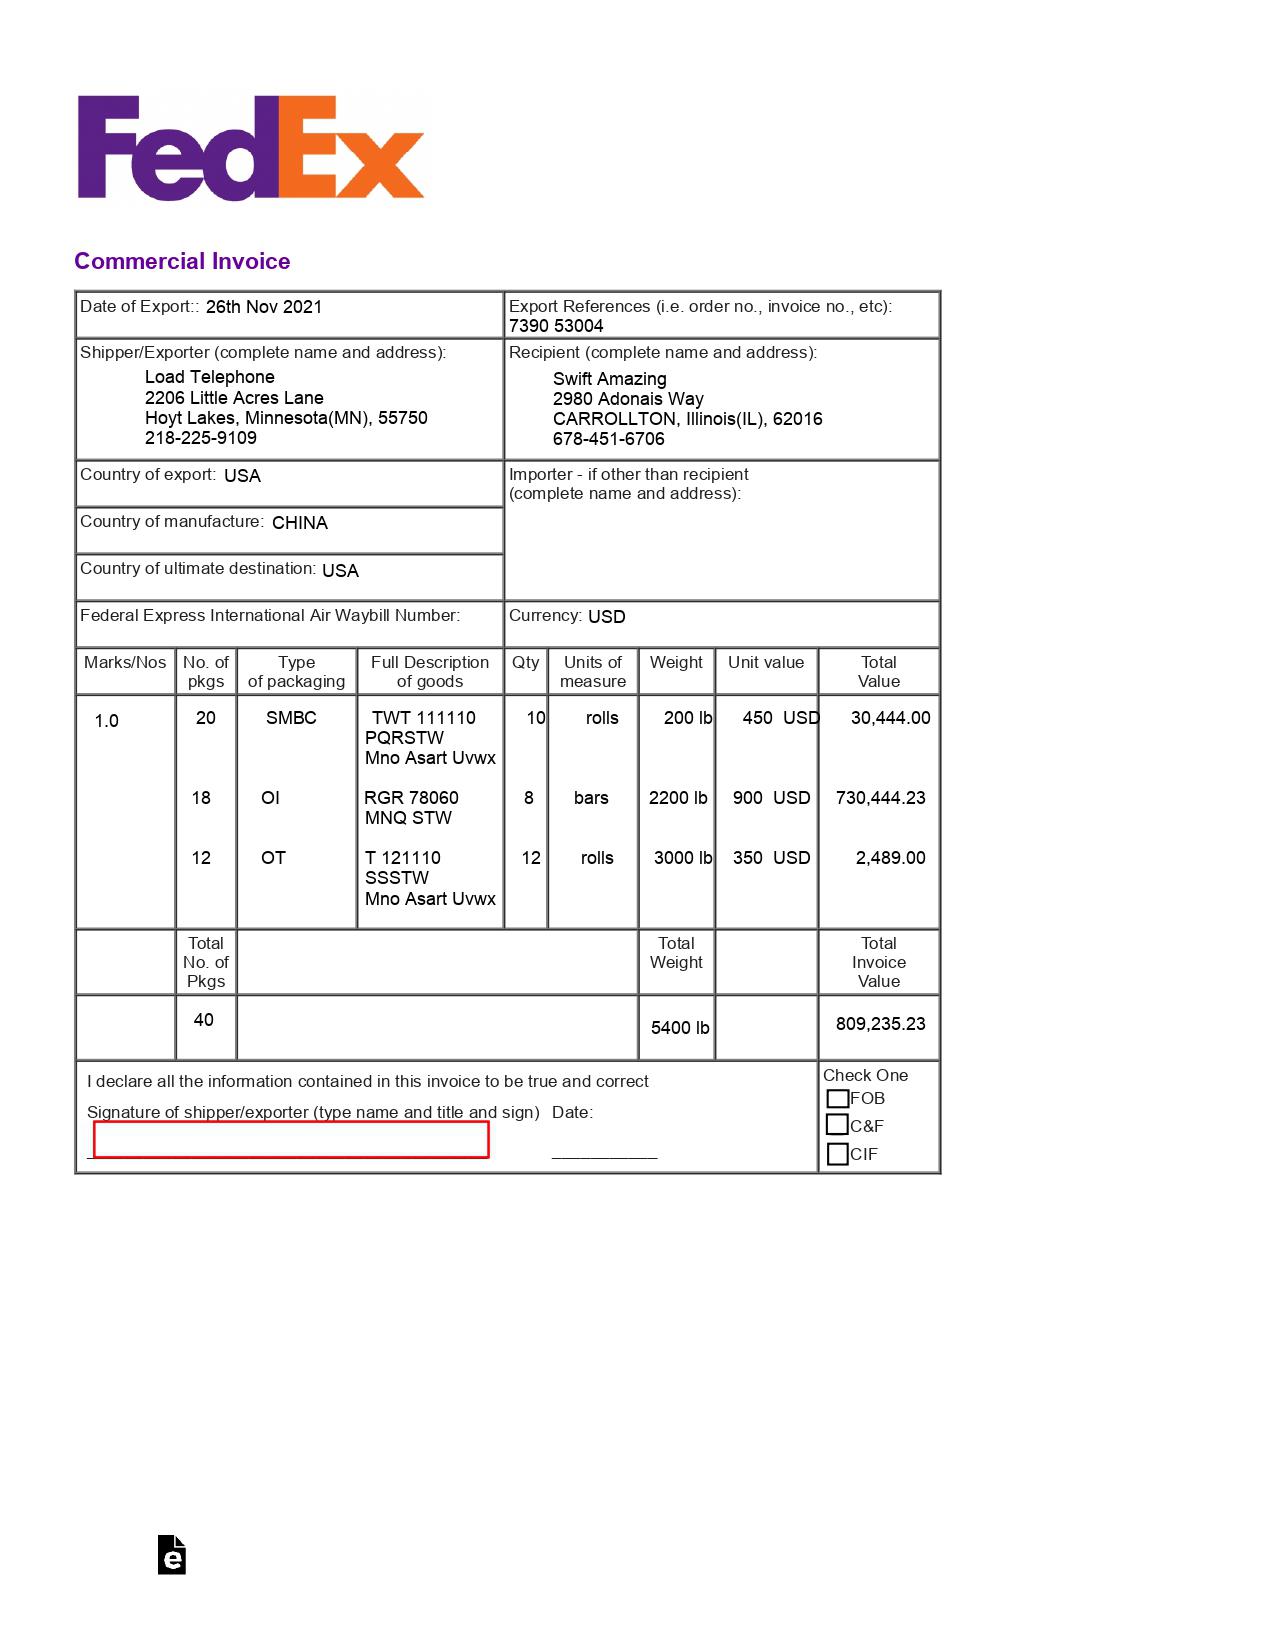 FedEx
Commercial Invoice
Date of Export:: 26th Nov 2021
Export References (i.e. order no., invoice no., etc):
7390 53004
Shipper/Exporter (complete name and address):
Load Telephone
2206 Little Acres Lane
Hoyt Lakes, Minnesota(MN), 55750
218-225-9109
Recipient (complete name and address):
Swift Amazing
2980 Adonais Way
CARROLLTON, Illinois(IL), 62016
678-451-6706
Country of export: USA
Country of manufacture: CHINA
Country of ultimate destination: USA
Importer - if other than recipient
(complete name and address):
Federal Express International Air Waybill Number:
Currency: USD
Marks/Nos No. of pkgs Type of packaging Full Description of goods Qty Units of measure Weight Unit value Total Value
1.0 20 SMBC TWT 111110 10 rolls 200 lb 450 USD 30,444.00
PQRSTW
Mno Asart Uvwx
18 OI RGR 78060 8 bars 2200 lb 900 USD 730,444.23
MNQ STW
12 OT T 121110 12 rolls 3000 lb 350 USD 2,489.00
SSSTW
Mno Asart Uvwx
Total No. of Pkgs Total Weight Total Invoice Value
40 5400 lb 809,235.23
I declare all the information contained in this invoice to be true and correct
Signature of shipper/exporter (type name and title and sign) Date:
Check One
FOB
C&F
CIF
e